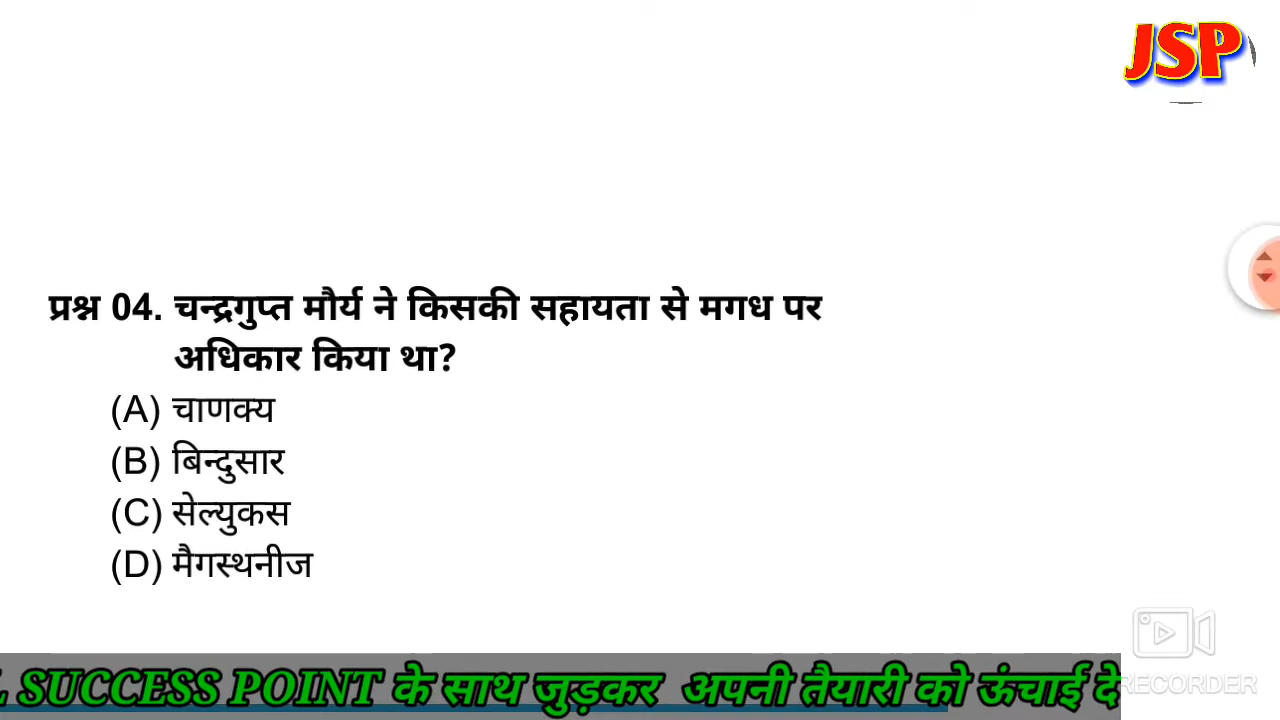 JSP
प्रश्न 04. चन्द्रगुप्त मौर्य ने किसकी सहायता से मगध पर
अधिकार किया था?
(A) चाणक्य
(B) बिन्दुसार
(C) सेल्युकस
(D) मैगस्थनीज
SUCCESS POINT के साथ जुड़कर अपनी तैयारी को ऊंचाई दे
RECORDER